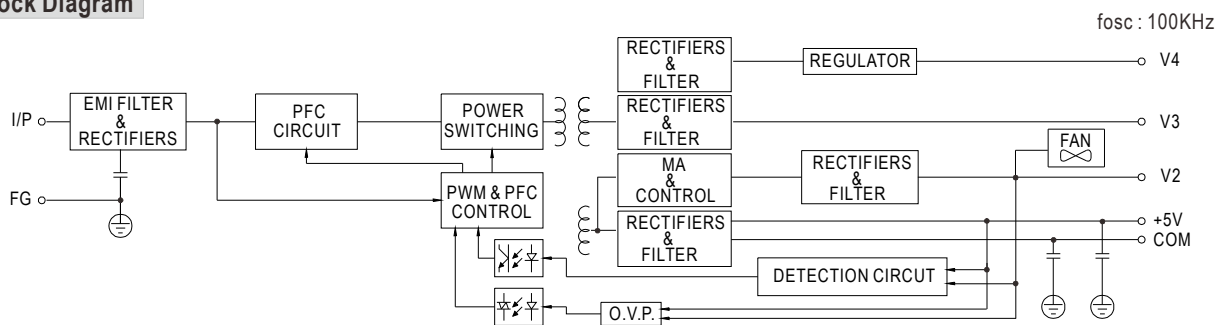 ock Diagram
fosc : 100KHz
RECTIFIERS
&
FILTER
REGULATOR
V4
I/P
EMI FILTER
&
RECTIFIERS
PFC
CIRCUIT
POWER
SWITCHING
RECTIFIERS
&
FILTER
V3
FAN
MA
&
CONTROL
RECTIFIERS
&
FILTER
V2
FG
PWM & PFC
CONTROL
RECTIFIERS
&
FILTER
+5V
COM
DETECTION CIRCUT
O.V.P.